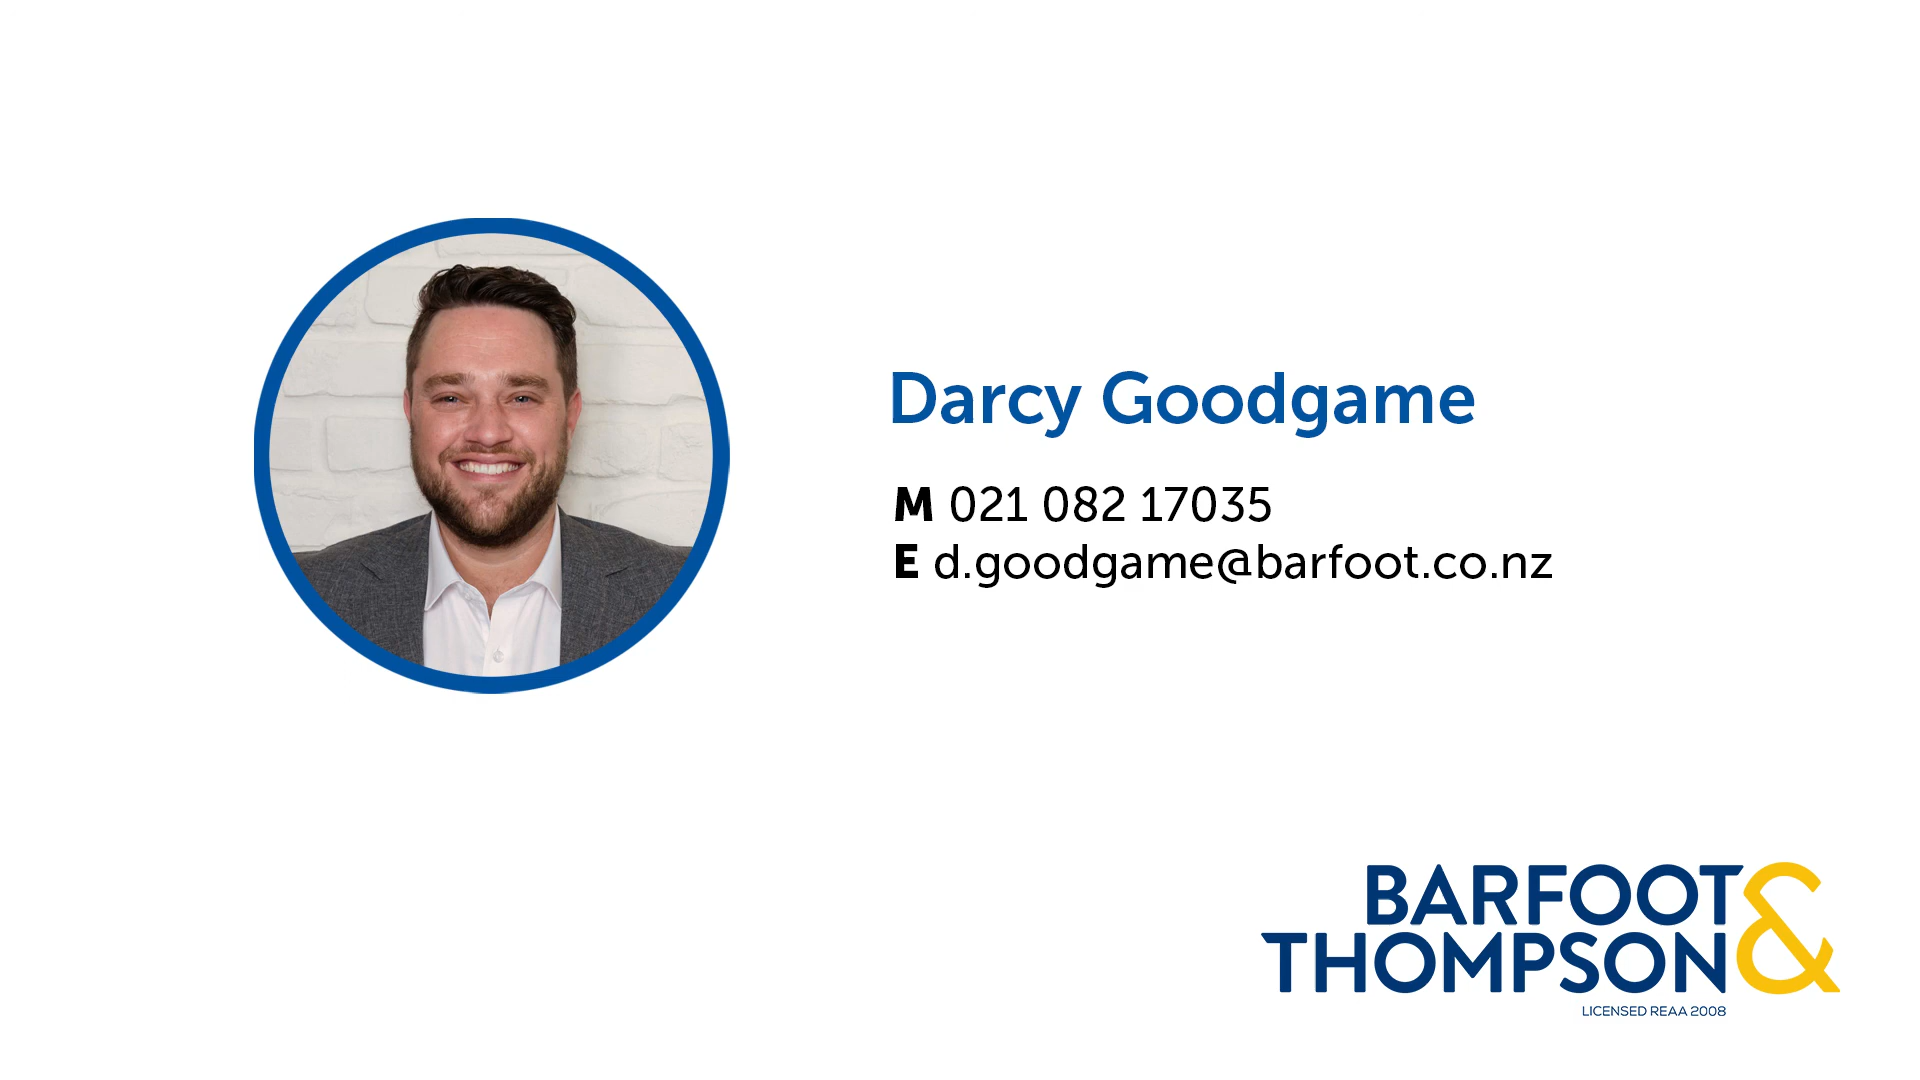 Darcy Goodgame
M 021 082 17035
E d.goodgame@barfoot.co.nz
BARFOOT &
THOMPSON
LICENSED REAA 2008